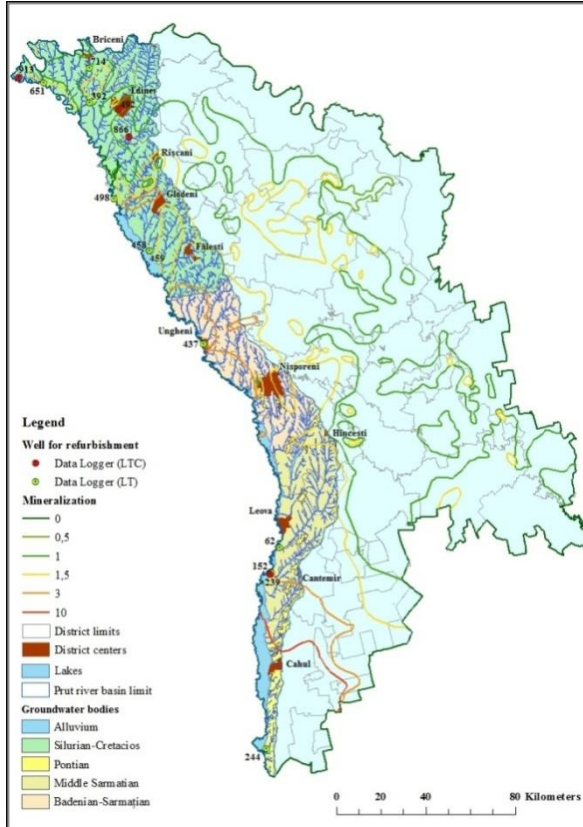 Briceni
714
913
651
392
Edineț
492
866
Rîșcani
498
Glodeni
458
459
Fălești
Ungheni
437
Nisporeni
Hîncești
Leova
62
152
239
Cantemir
Cahul
244
Legend
Well for refurbishment
Data Logger (LTC)
Data Logger (LT)
Mineralization
0
0,5
1
1,5
3
10
District limits
District centers
Lakes
Prut river basin limit
Groundwater bodies
Alluvium
Silurian-Cretacios
Pontian
Middle Sarmatian
Badenian-Sarmațian
0 20 40 80 Kilometers